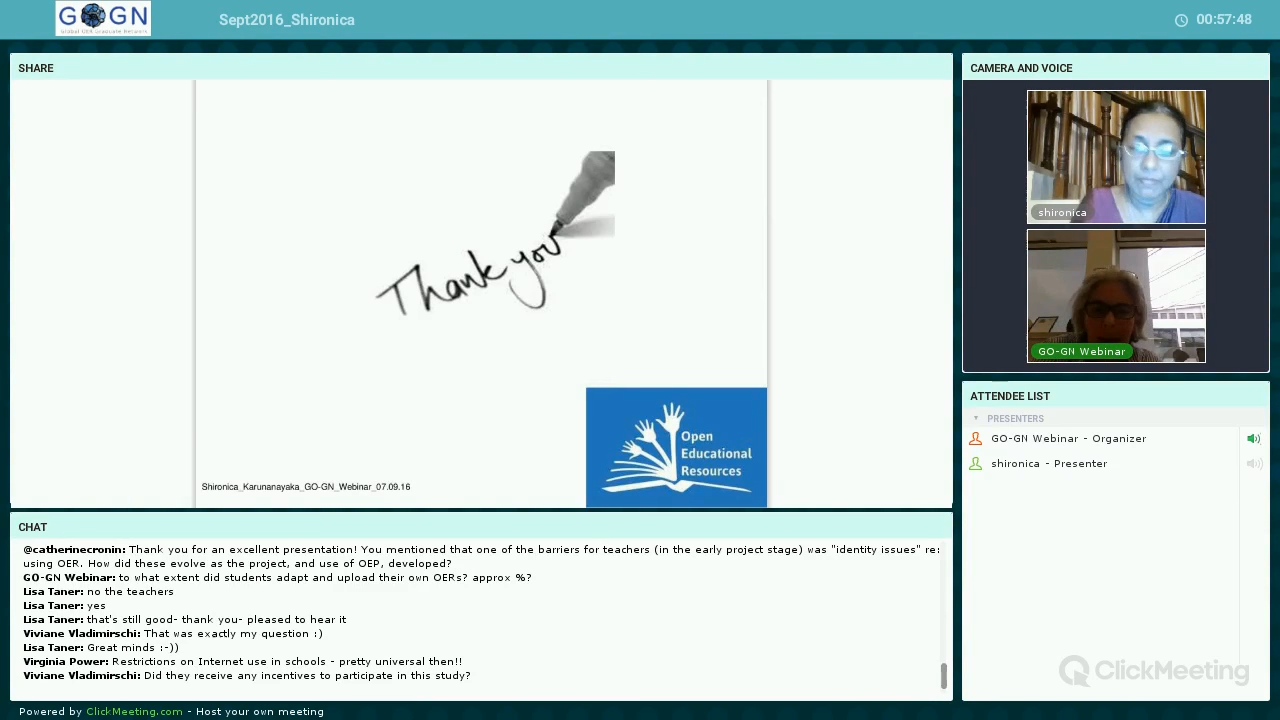 GO GN
Global OER Graduate Network
Sept2016_Shironica
00:57:48
SHARE
Thank you
Open
Educational
Resources
Shironica_Karunanayaka_GO-GN_Webinar_07.09.16
CAMERA AND VOICE
shironica
GO-GN Webinar
ATTENDEE LIST
PRESENTERS
GO-GN Webinar - Organizer
shironica - Presenter
ClickMeeting
CHAT
@catherinecronin: Thank you for an excellent presentation! You mentioned that one of the barriers for teachers (in the early project stage) was "identity issues" re:
using OER. How did these evolve as the project, and use of OEP, developed?
GO-GN Webinar: to what extent did students adapt and upload their own OERs? approx %?
Lisa Taner: no the teachers
Lisa Taner: yes
Lisa Taner: that's still good- thank you- pleased to hear it
Viviane Vladimirschi: That was exactly my question :)
Lisa Taner: Great minds :-))
Virginia Power: Restrictions on Internet use in schools - pretty universal then!!
Viviane Vladimirschi: Did they receive any incentives to participate in this study?
Powered by ClickMeeting.com - Host your own meeting